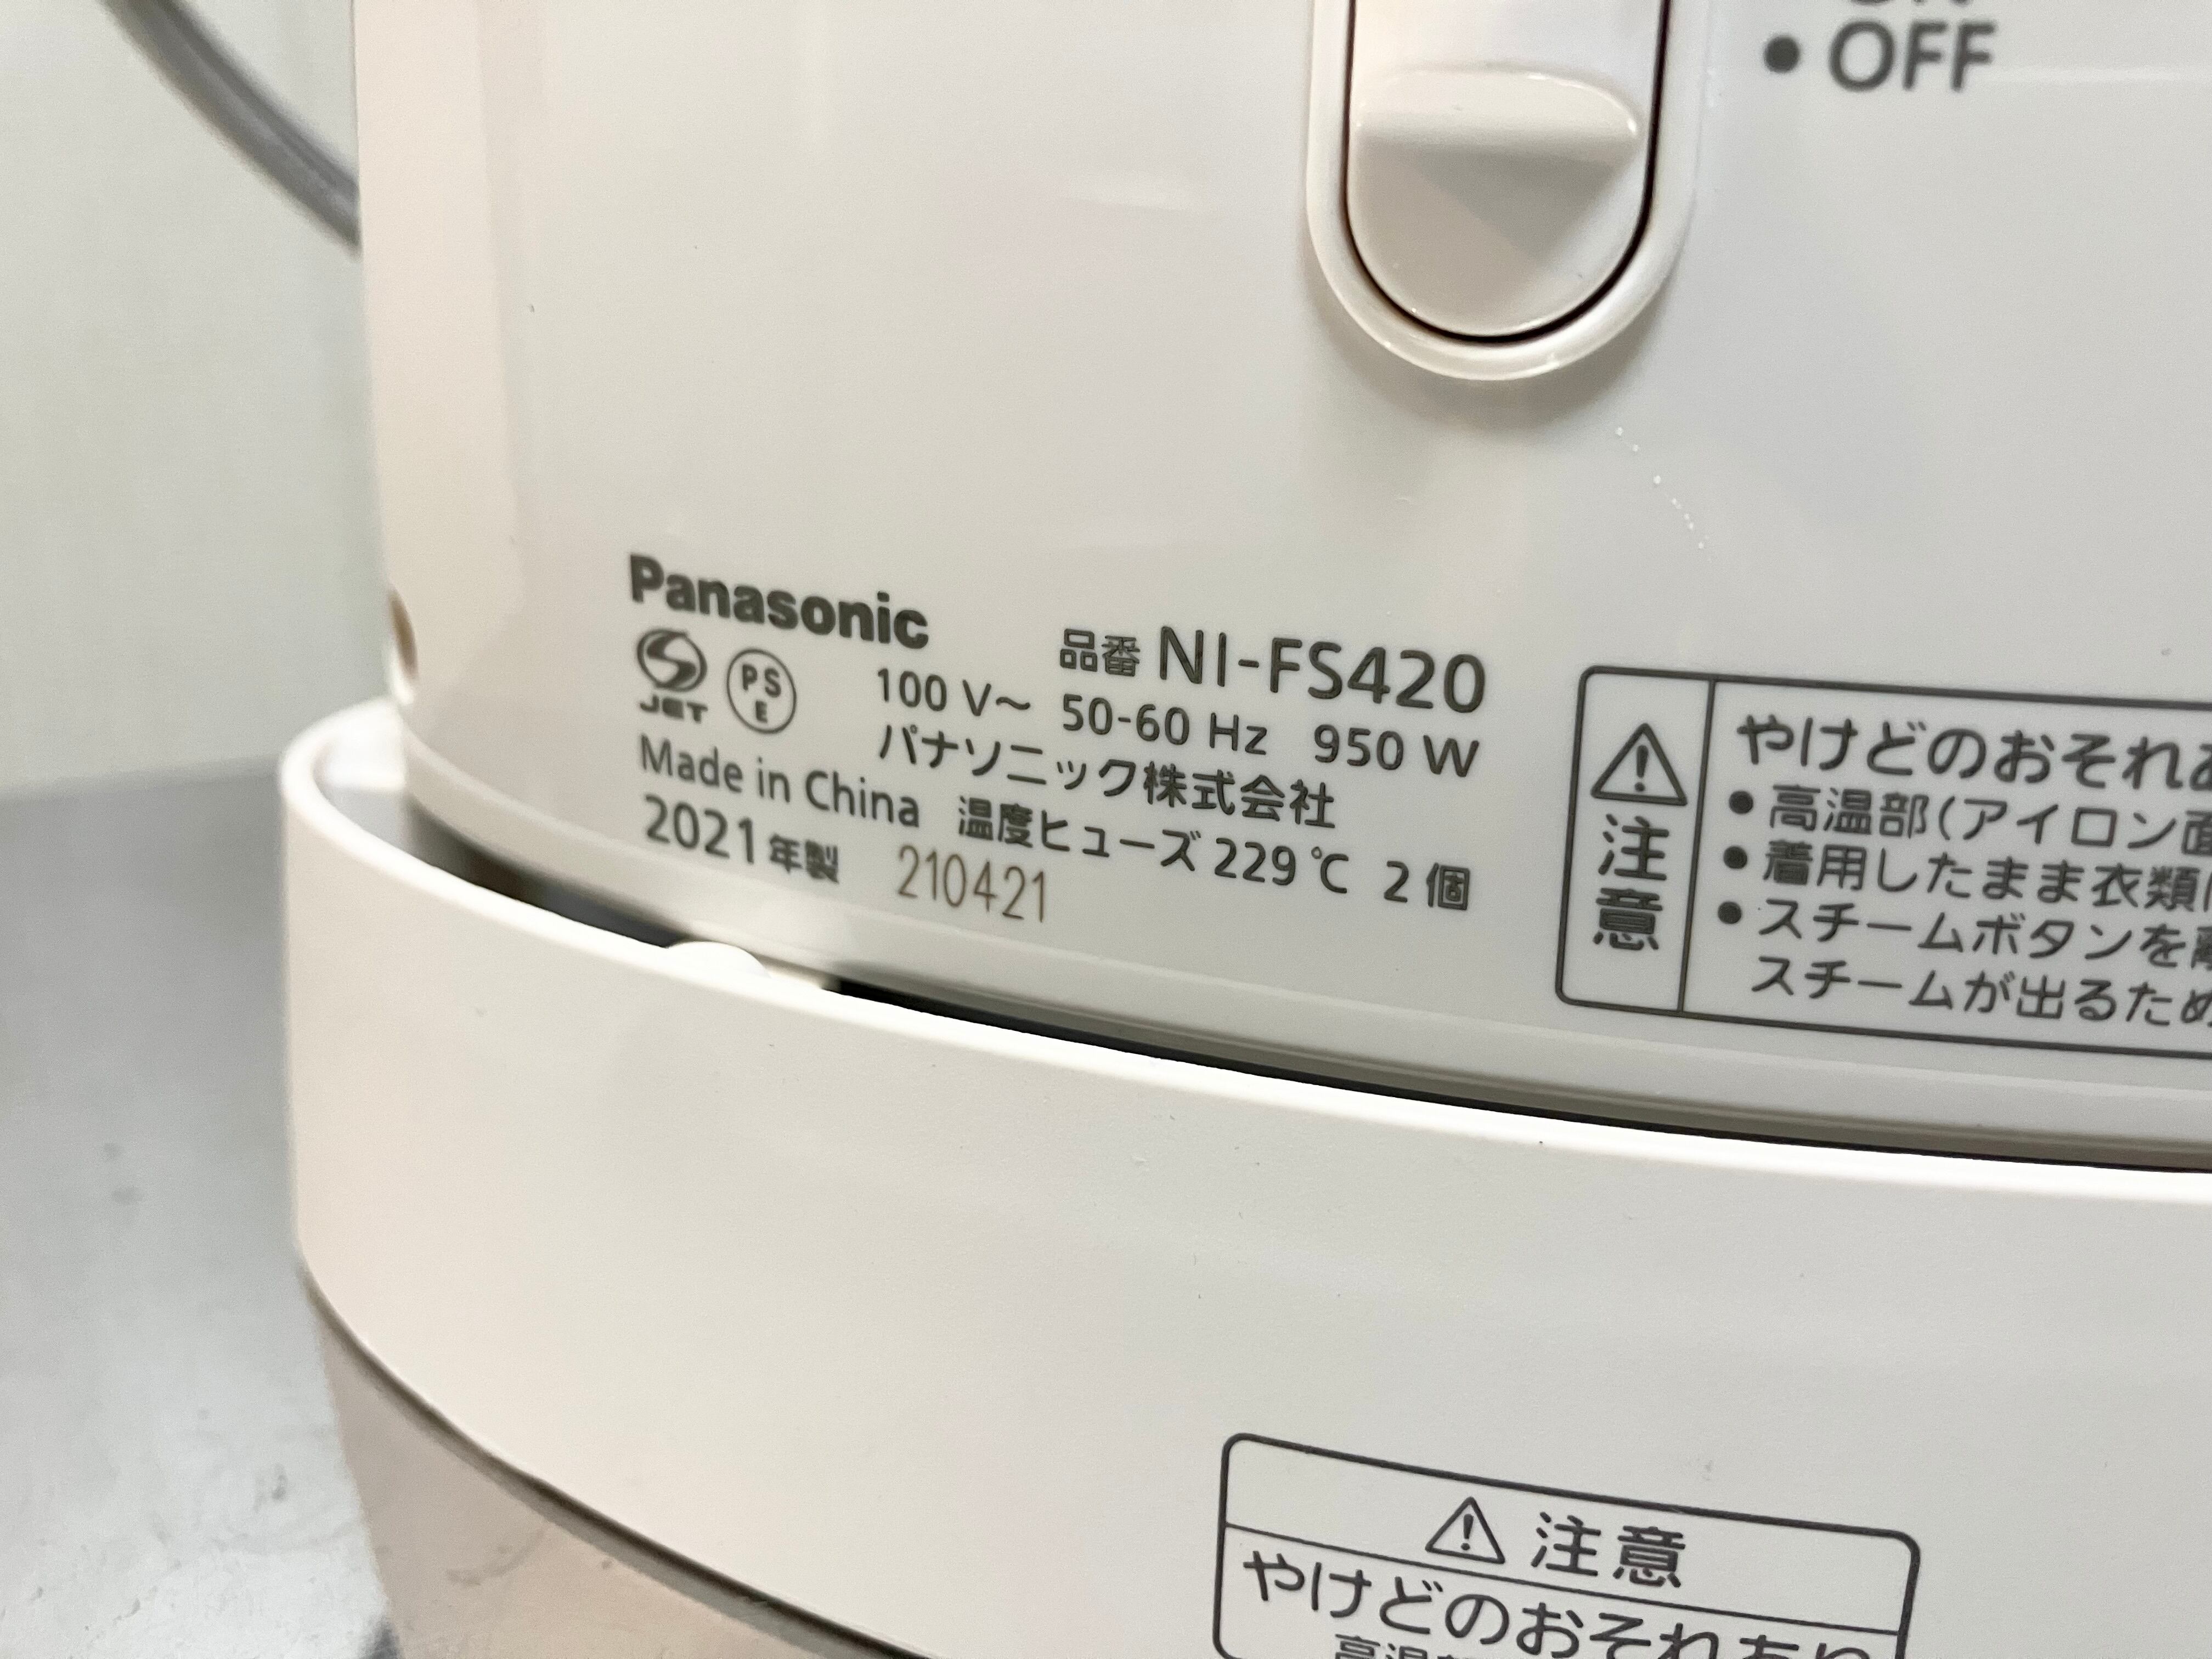 • OFF
Panasonic
品番 NI-FS420
JET
PS
E
100 V〜 50-60 Hz 950 W
パナソニック株式会社
Made in China 温度ヒューズ 229 ℃ 2 個
2021 年製 210421
注意
やけどのおそれあ
• 高温部(アイロン面
• 着用したまま衣類に
• スチームボタンを離
スチームが出るため
注意
やけどのおそれあり
高温部